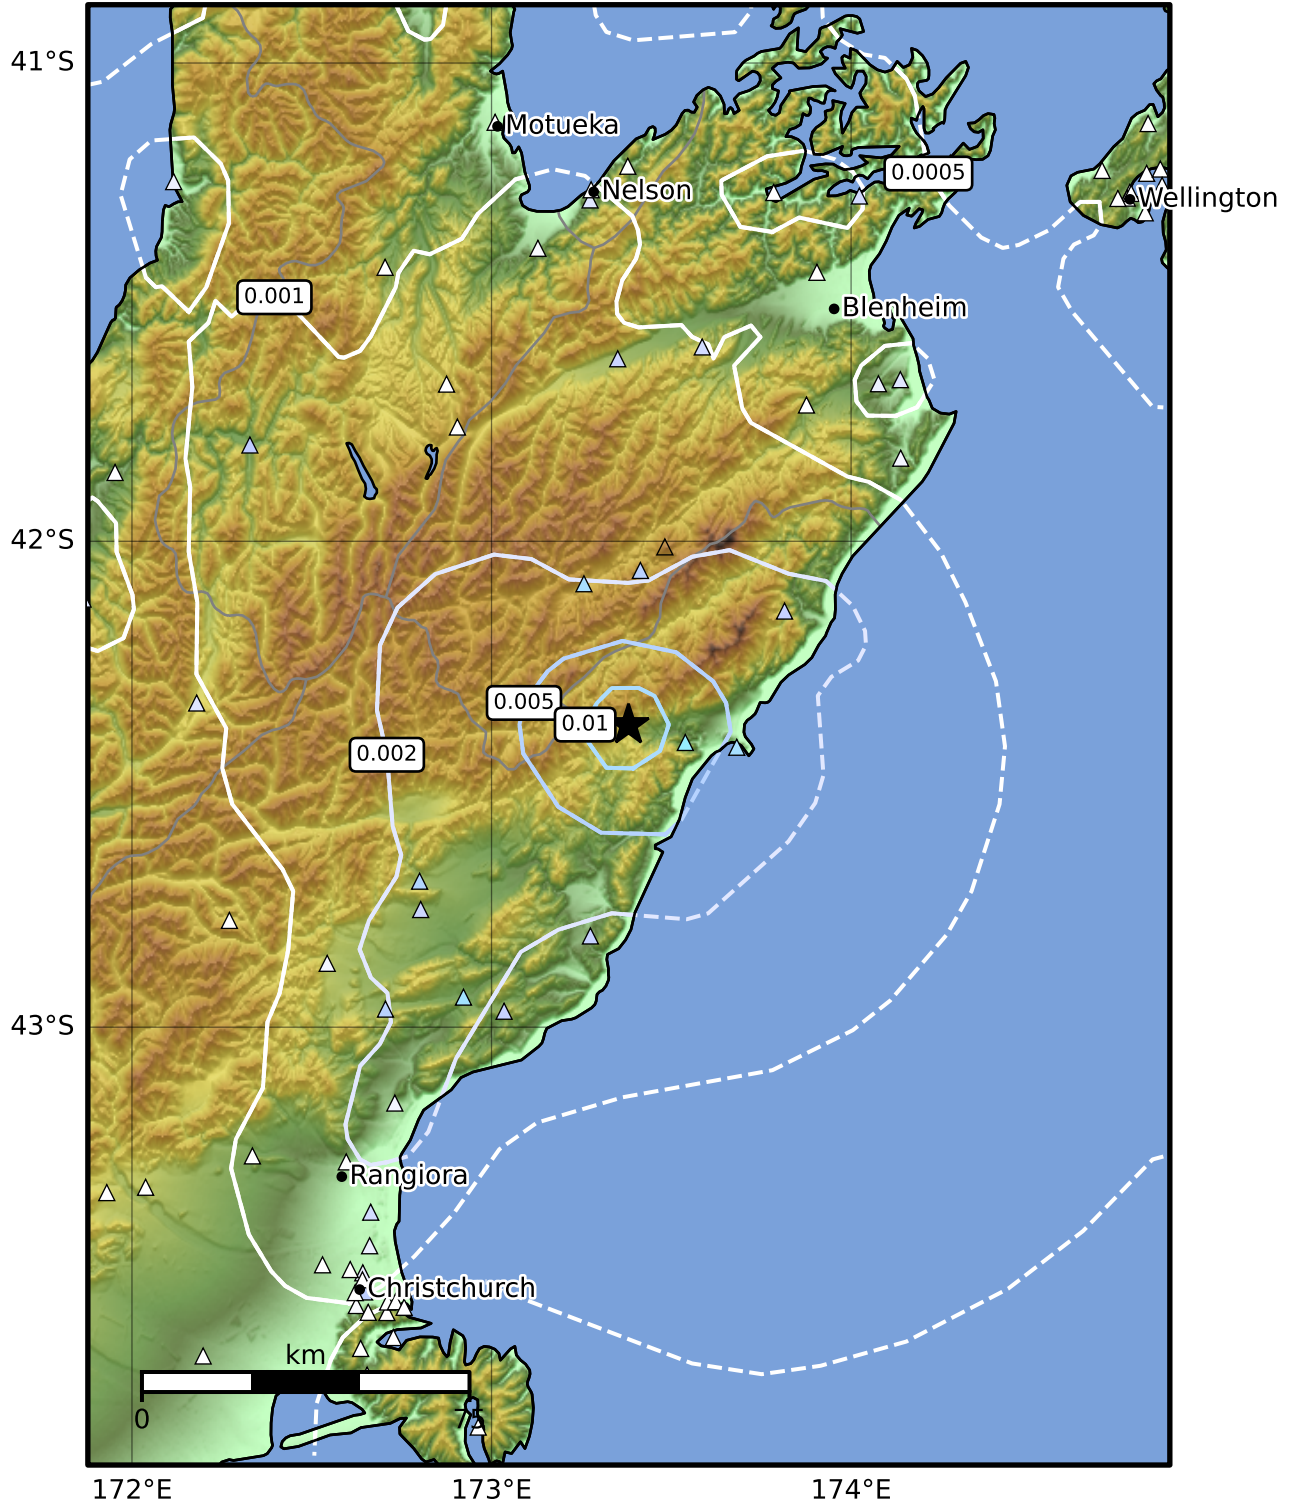 41°S
Motueka
0.0005
Nelson
Wellington
0.001
Blenheim
42°S
0.005
0.01
0.002
43°S
Rangiora
Christchurch
km
0
75
172°E
173°E
174°E